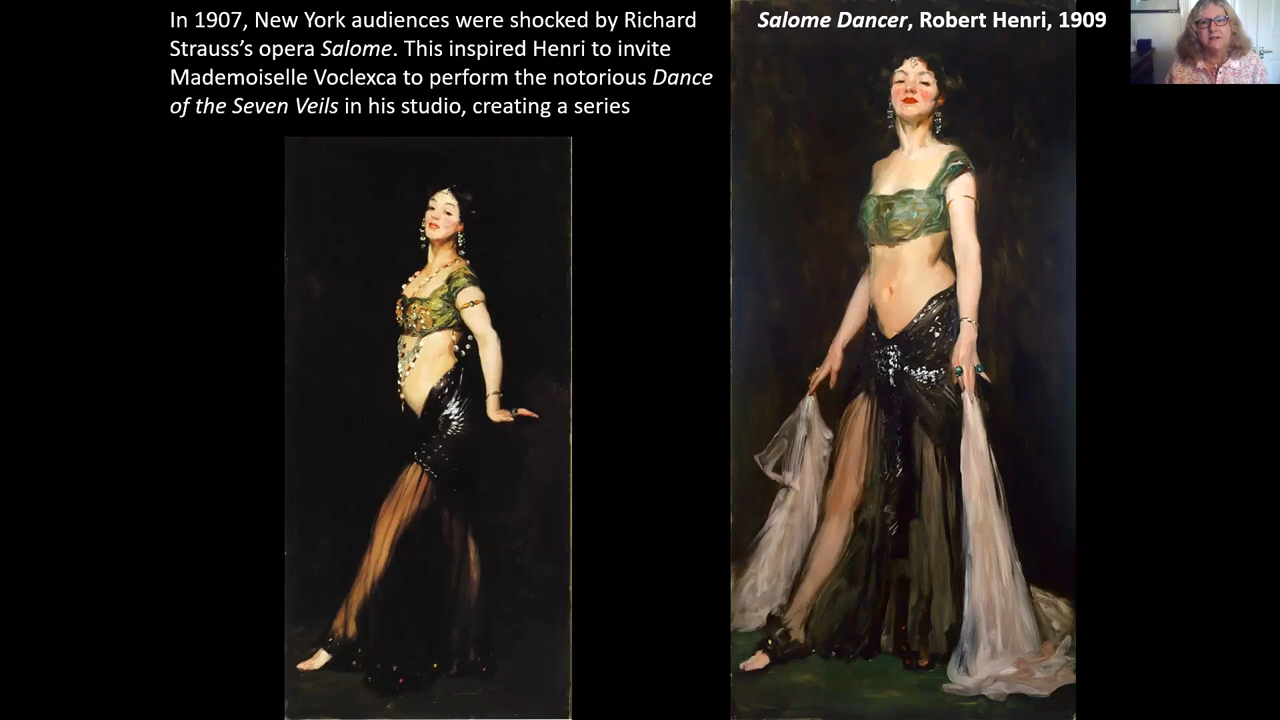 In 1907, New York audiences were shocked by Richard
Strauss’s opera Salome. This inspired Henri to invite
Mademoiselle Voclexca to perform the notorious Dance
of the Seven Veils in his studio, creating a series
Salome Dancer, Robert Henri, 1909